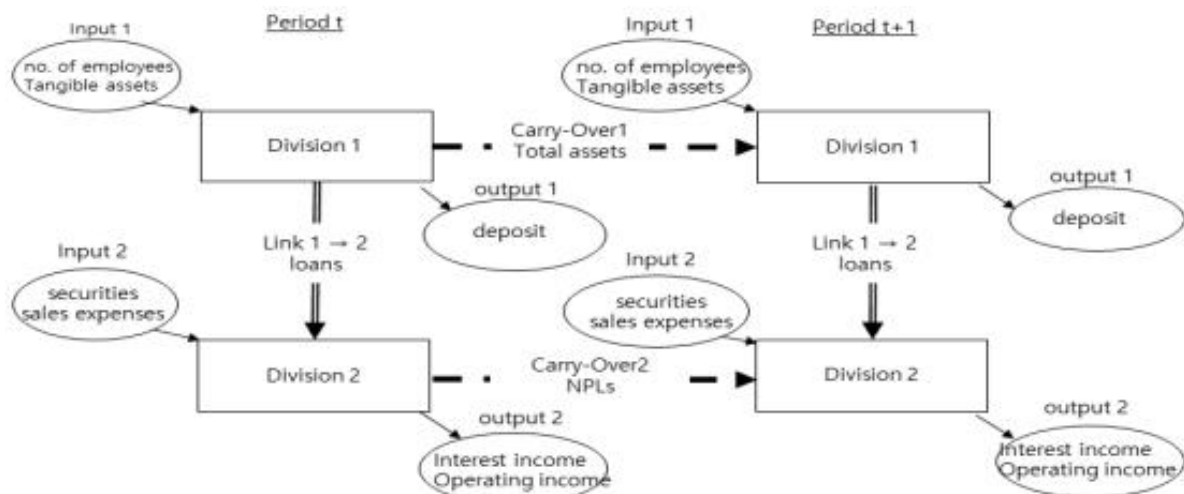 Period t
Input 1
no. of employees
Tangible assets
Division 1
Carry-Over1
Total assets
output 1
deposit
Link 1 → 2
loans
Input 2
securities
sales expenses
Division 2
Carry-Over2
NPLs
output 2
Interest income
Operating income
Period t+1
Input 1
no. of employees
Tangible assets
Division 1
output 1
deposit
Link 1 → 2
loans
Input 2
securities
sales expenses
Division 2
output 2
Interest income
Operating income